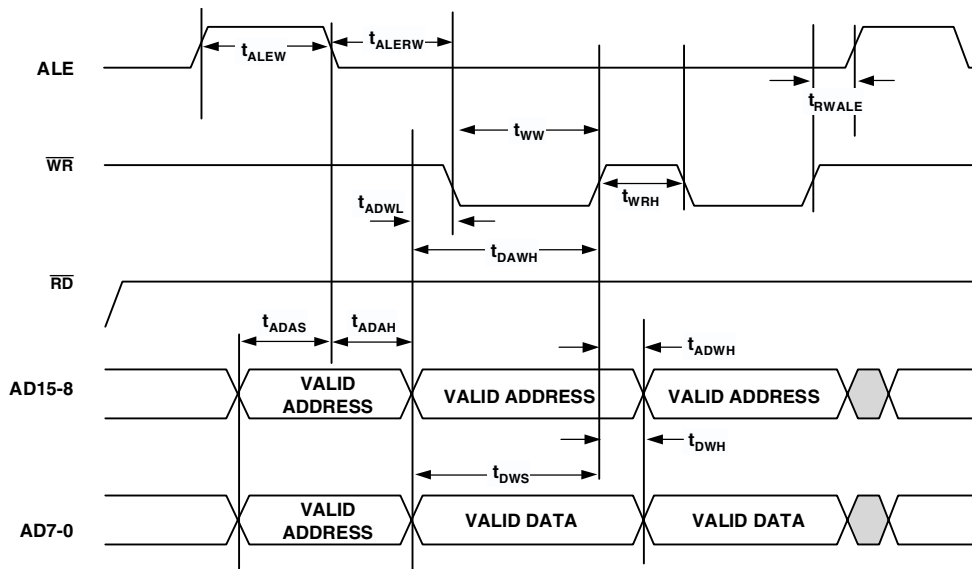 ALE
tALEW
tALERW
tRWALE
WR
tWW
tWRH
tADWL
tDAWH
RD
tADAS
tADAH
tADWH
AD15-8
VALID
ADDRESS
VALID ADDRESS
VALID ADDRESS
tDWH
tDWS
AD7-0
VALID
ADDRESS
VALID DATA
VALID DATA